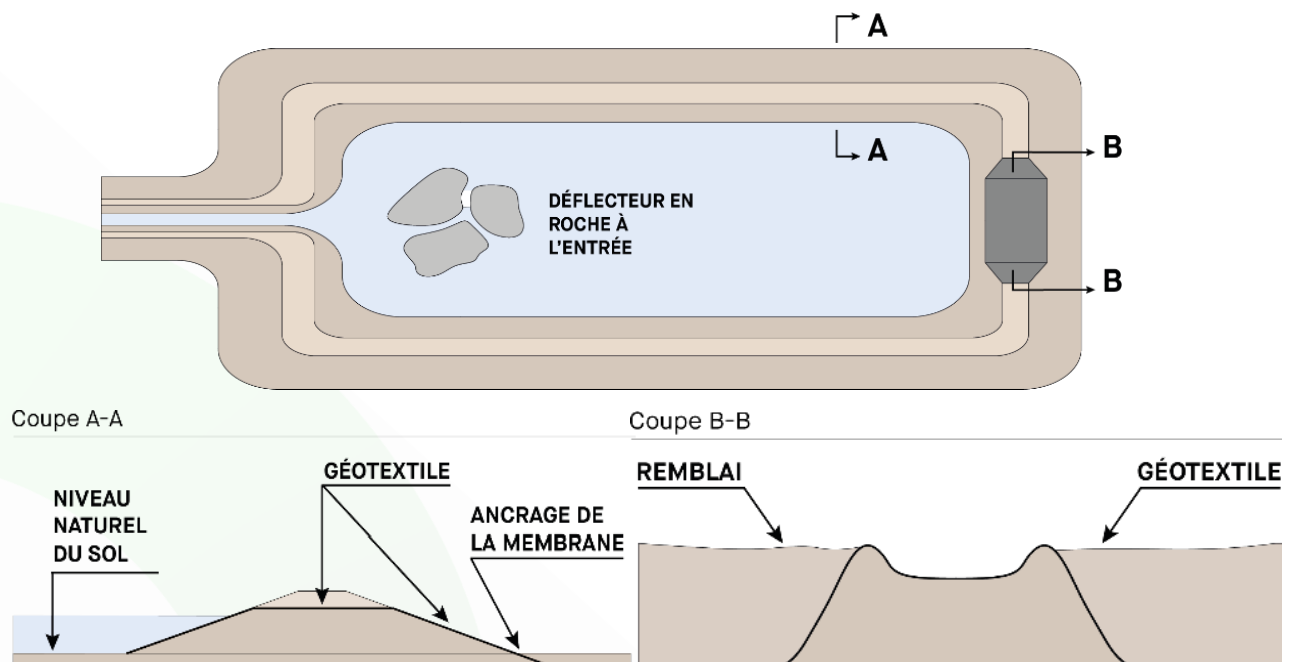 A
A
B
DÉFLECTEUR EN
ROCHE À
L'ENTRÉE
B
Coupe A-A
Coupe B-B
GÉOTEXTILE
NIVEAU
NATUREL
DU SOL
ANCRAGE DE
LA MEMBRANE
REMBLAI
GÉOTEXTILE